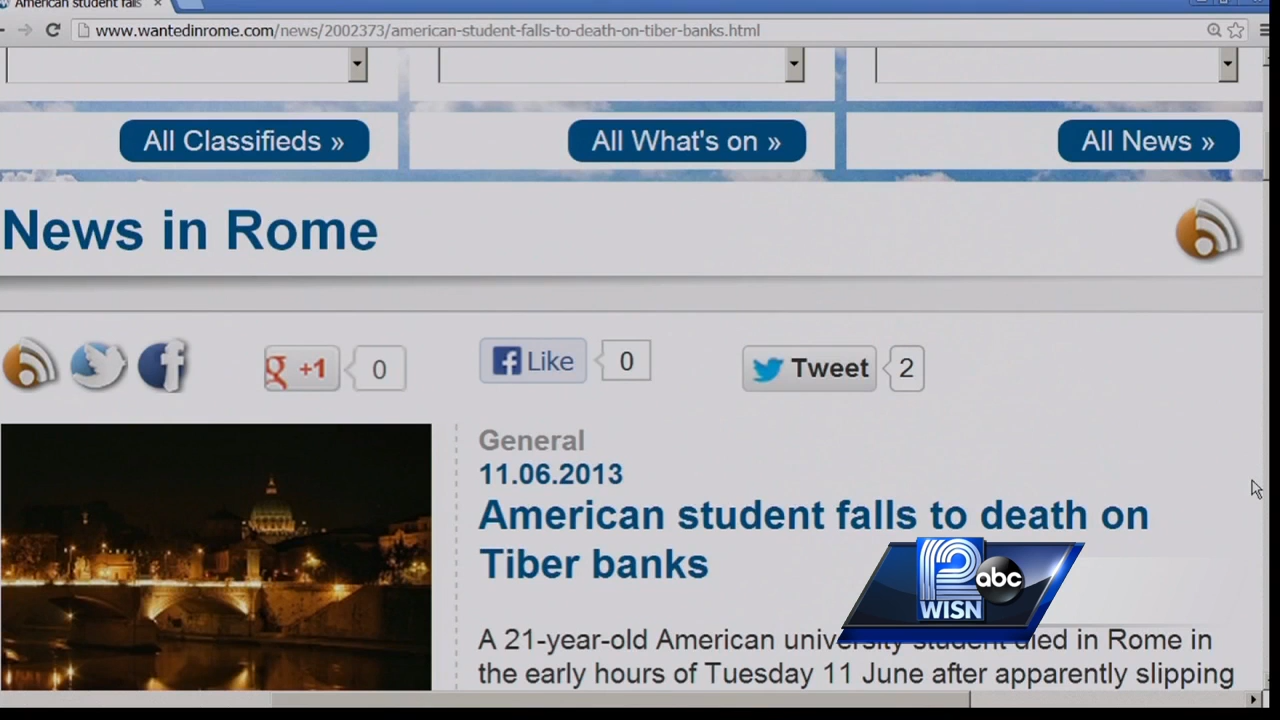 American student falls
www.wantedinrome.com/news/2002373/american-student-falls-to-death-on-tiber-banks.html
All Classifieds »
All What's on »
All News »
News in Rome
g +1 0
f Like 0
Tweet 2
General
11.06.2013
American student falls to death on
Tiber banks
12 abc
WISN
A 21-year-old American university student died in Rome in
the early hours of Tuesday 11 June after apparently slipping